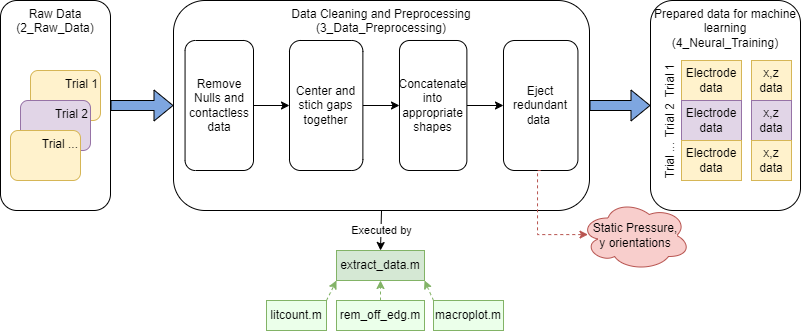 Raw Data
(2_Raw_Data)
Trial 1
Trial 2
Trial ...
Data Cleaning and Preprocessing
(3_Data_Preprocessing)
Remove
Nulls and
contactless
data
Center and
stich gaps
together
Concatenate
into
appropriate
shapes
Eject
redundant
data
Prepared data for machine
learning
(4_Neural_Training)
Trial 1
Electrode
data
x,z
data
Trial 2
Electrode
data
x,z
data
Trial...
Electrode
data
x,z
data
Static Pressure,
y orientations
Executed by
extract_data.m
litcount.m
rem_off_edg.m
macroplot.m